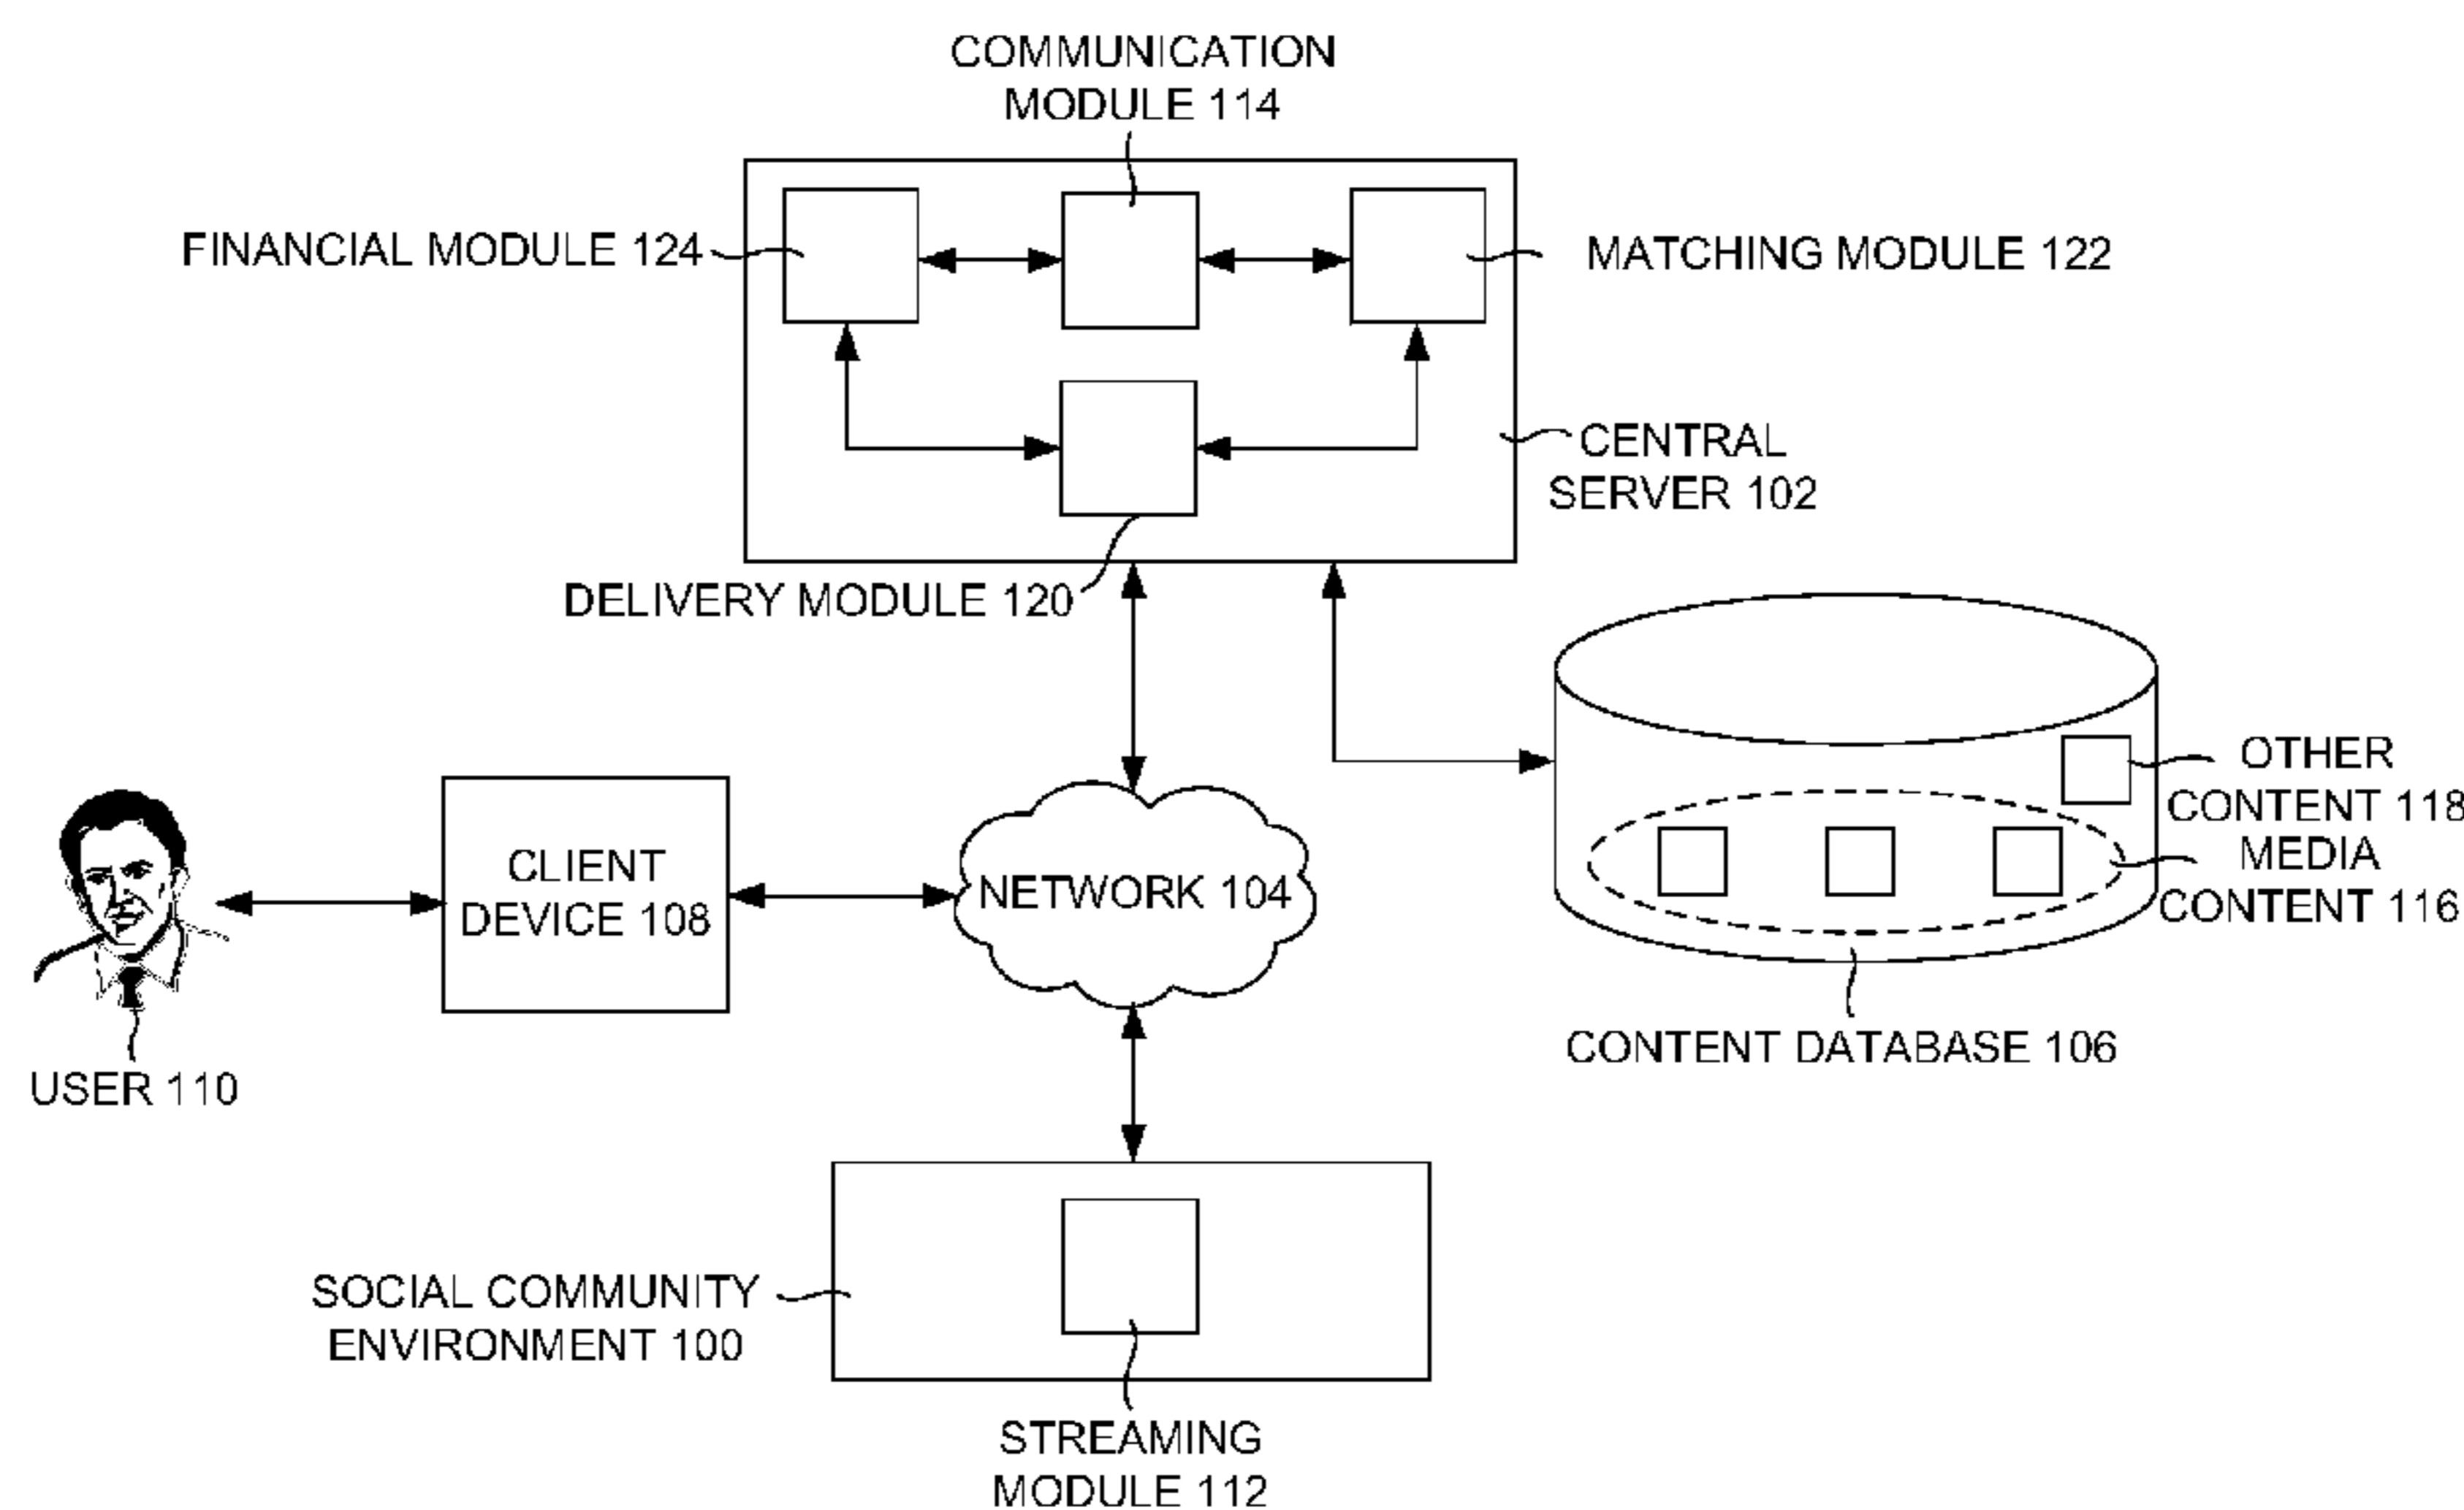 COMMUNICATION
MODULE 114
FINANCIAL MODULE 124
MATCHING MODULE 122
CENTRAL
SERVER 102
DELIVERY MODULE 120
OTHER
CONTENT 118
MEDIA
CONTENT 116
CLIENT
DEVICE 108
NETWORK 104
CONTENT DATABASE 106
USER 110
SOCIAL COMMUNITY
ENVIRONMENT 100
STREAMING
MODULE 112